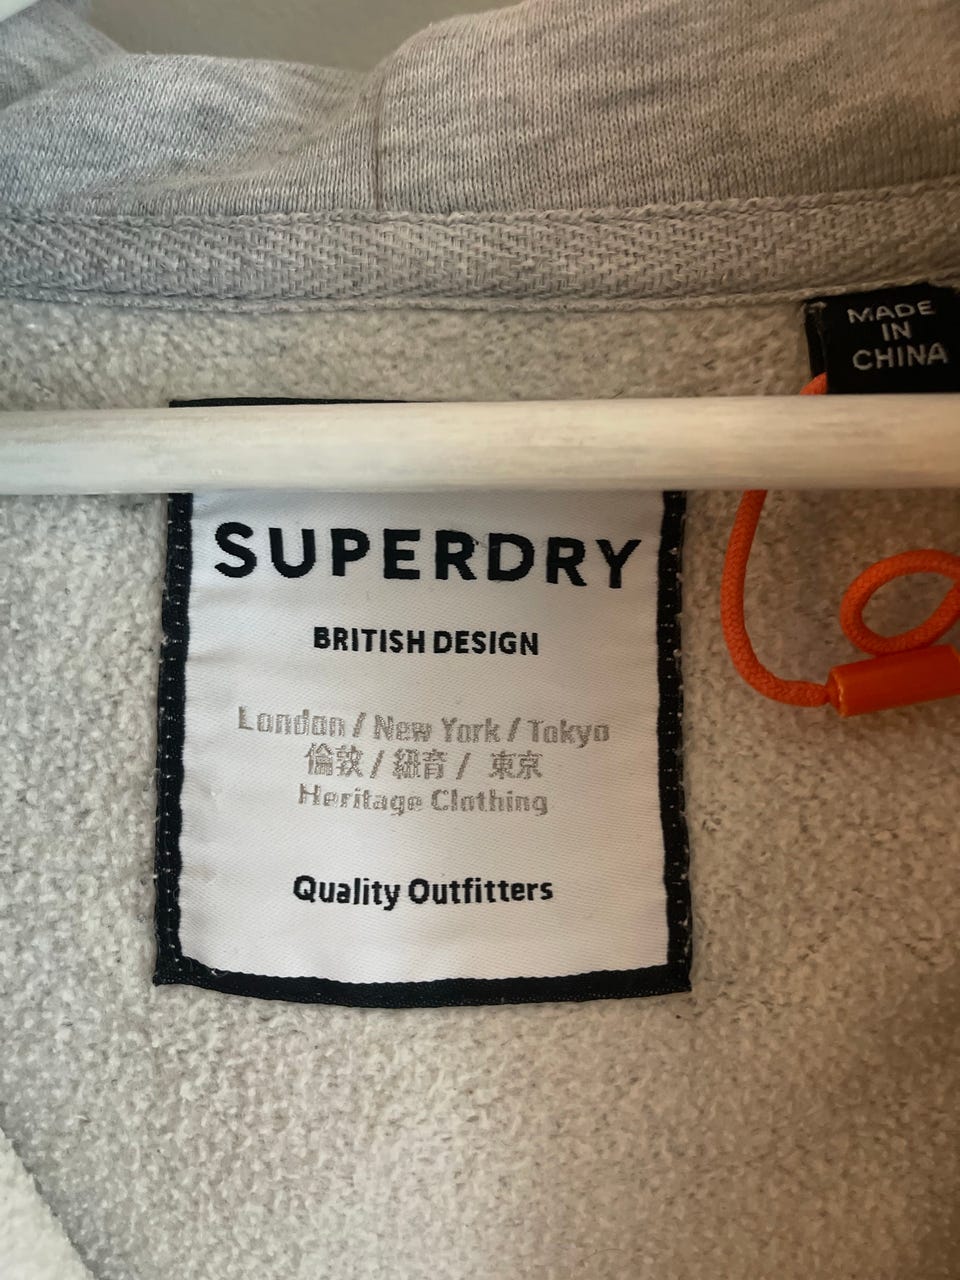 MADE
IN
CHINA
SUPERDRY
BRITISH DESIGN
London / New York / Tokyo
倫敦 / 紐育 / 東京
Heritage Clothing
Quality Outfitters